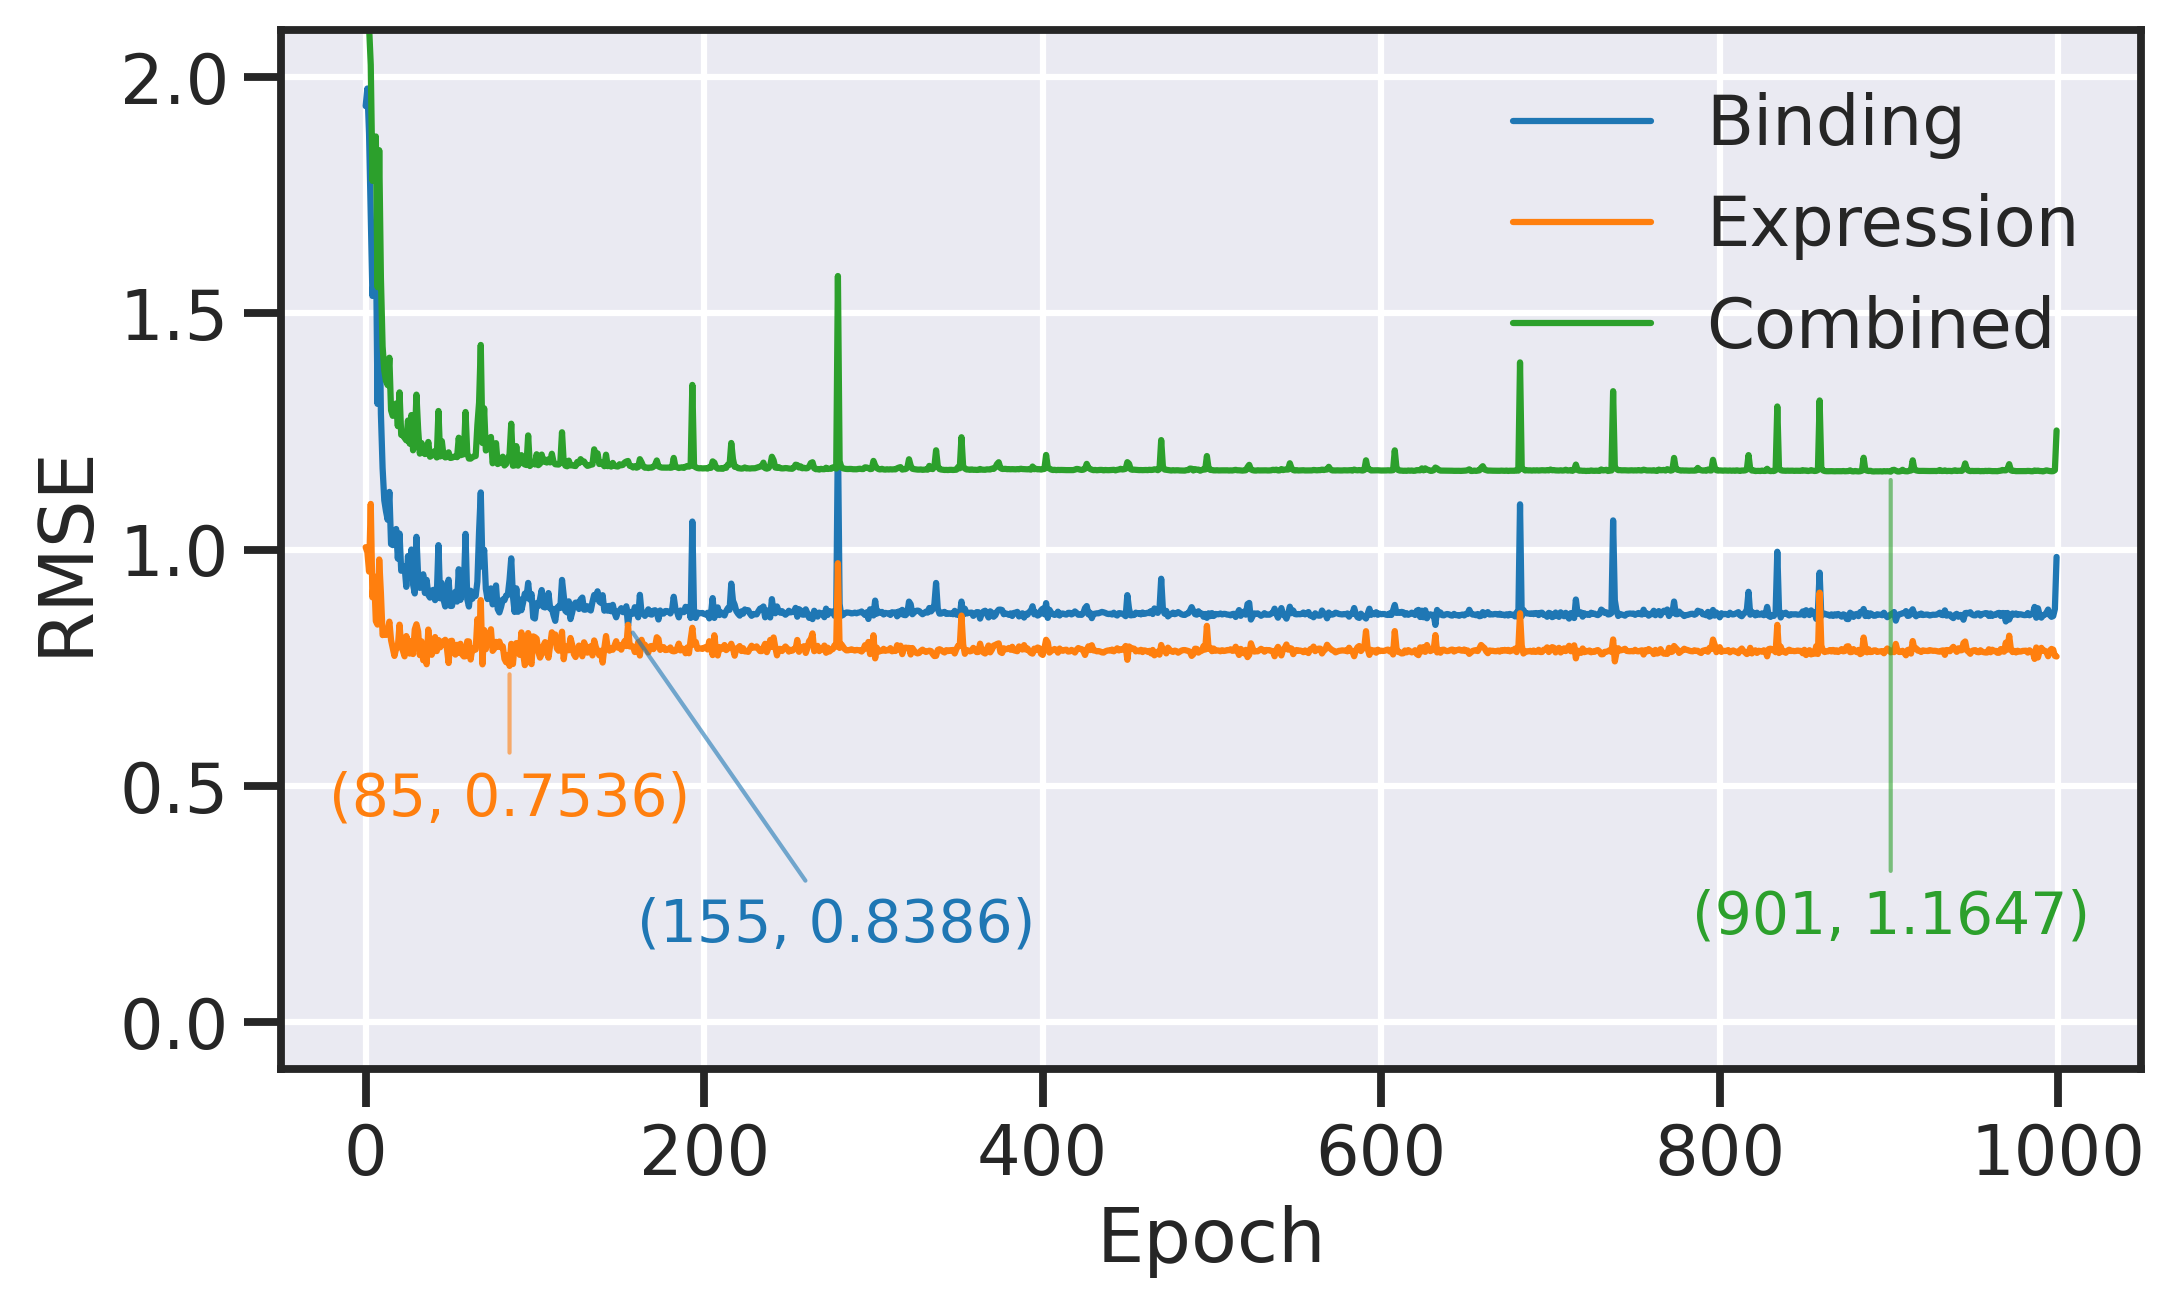 2.0
1.5
1.0
0.5
0.0
RMSE
Binding
Expression
Combined
(85, 0.7536)
(155, 0.8386)
(901, 1.1647)
0 200 400 600 800 1000
Epoch